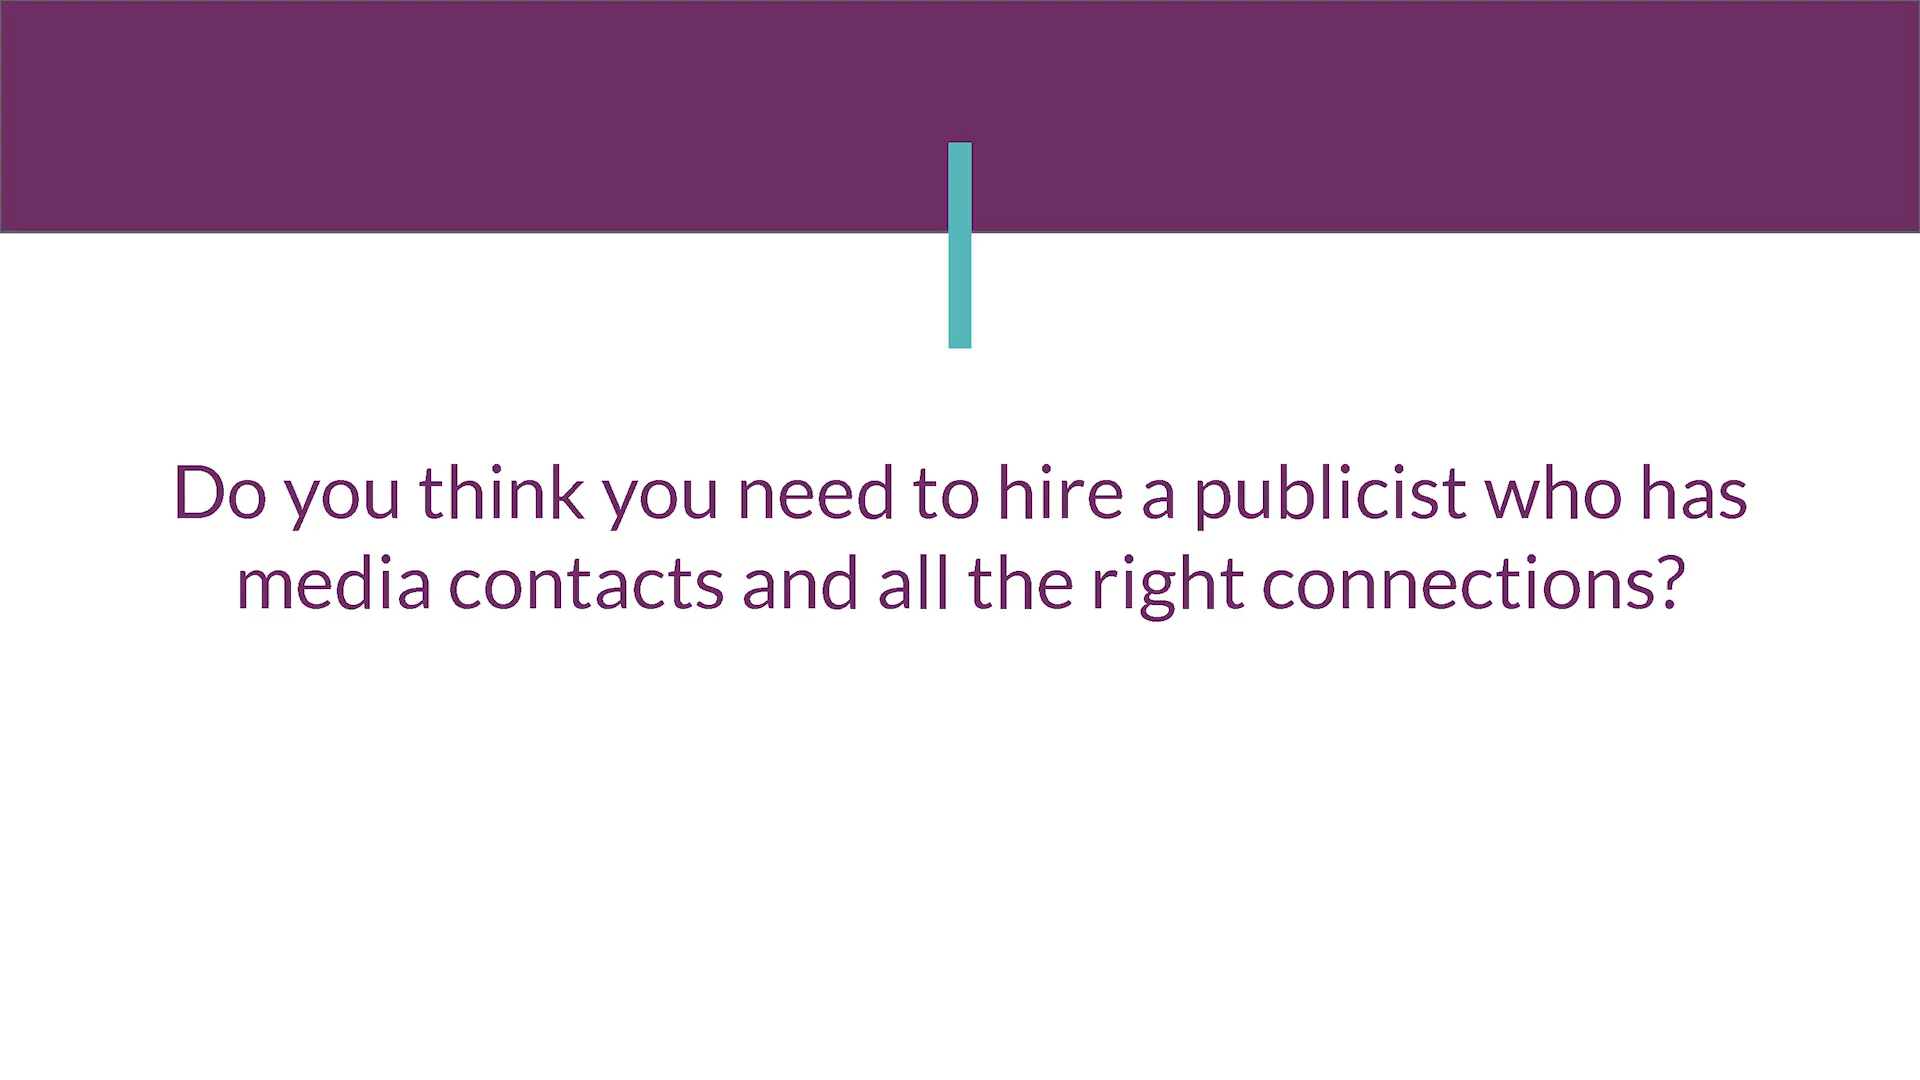 Do you think you need to hire a publicist who has
media contacts and all the right connections?